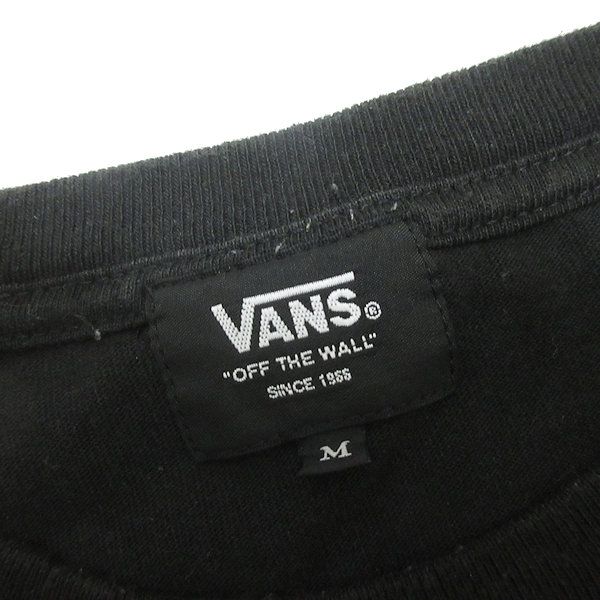 VANS®
"OFF THE WALL"
SINCE 1966
M